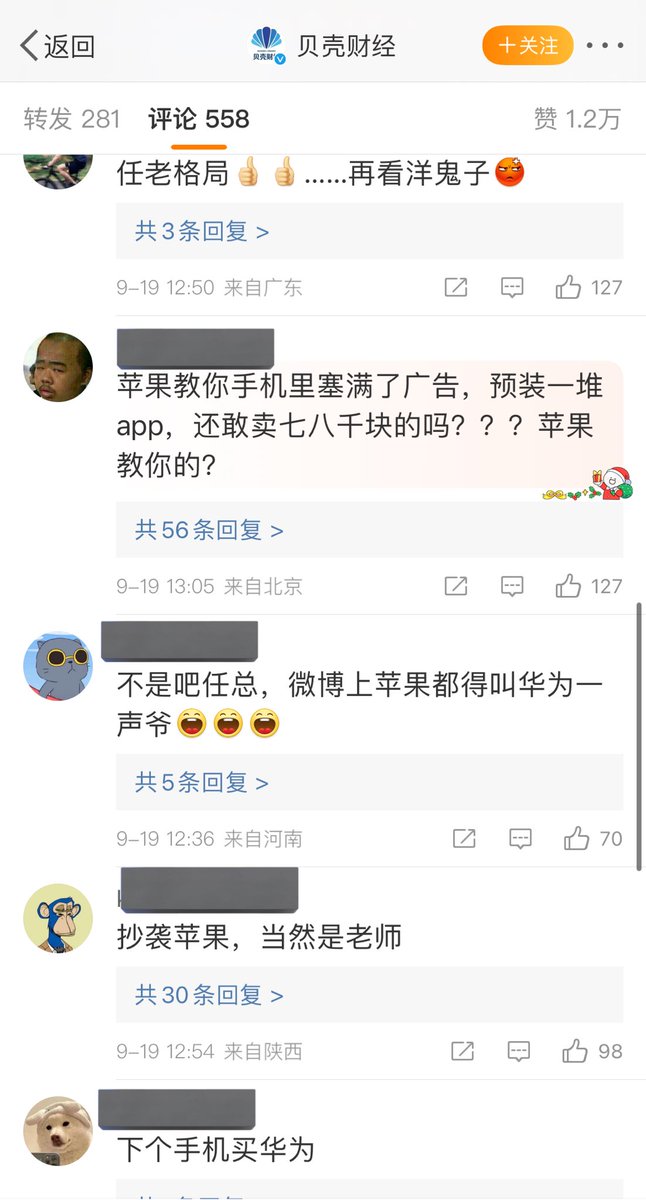 返回
贝壳财经
贝壳财经
+关注
转发 281
评论 558
赞 1.2万
任老格局👍👍……再看洋鬼子😡
共3条回复 >
9-19 12:50 来自广东
127
苹果教你手机里塞满了广告，预装一堆
app，还敢卖七八千块的吗？？？苹果
教你的？
共56条回复 >
9-19 13:05 来自北京
127
不是吧任总，微博上苹果都得叫华为一
声爷😄😄😄
共5条回复 >
9-19 12:36 来自河南
70
抄袭苹果，当然是老师
共30条回复 >
9-19 12:54 来自陕西
98
下个手机买华为